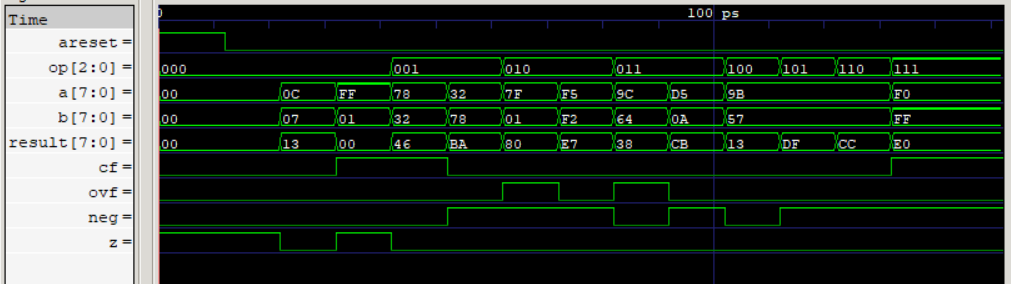 Time
0 100 ps
areset =
op[2:0] = 000 001 010 011 100 101 110 111
a[7:0] = 00 0C FF 78 32 7F F5 9C D5 9B F0
b[7:0] = 00 07 01 32 78 01 F2 64 0A 57 FF
result[7:0] = 00 13 00 46 BA 80 E7 38 CB 13 DF CC E0
cf =
ovf =
neg =
z =